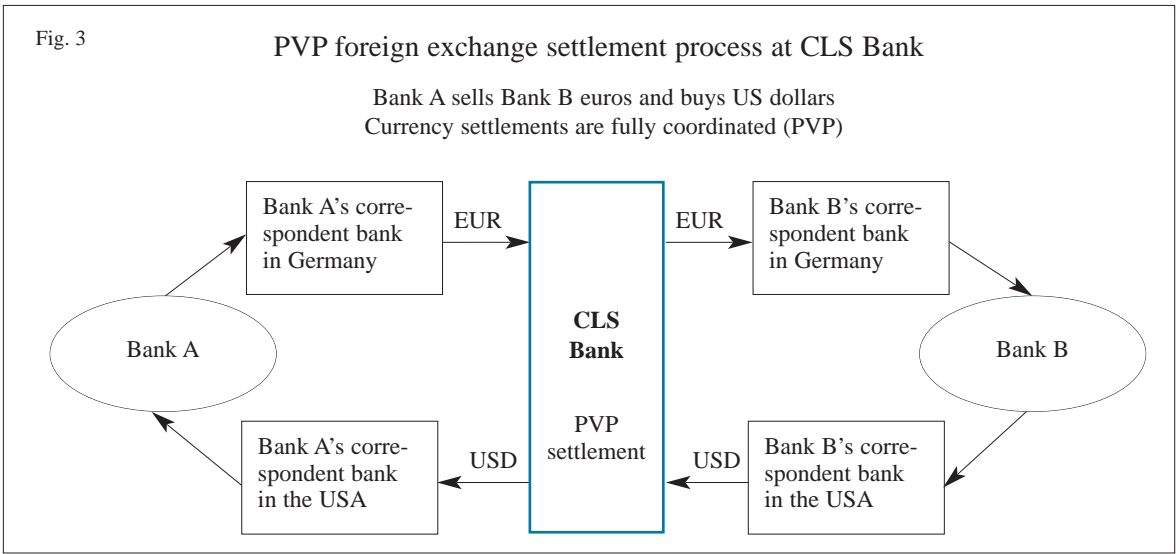 Fig. 3
PVP foreign exchange settlement process at CLS Bank
Bank A sells Bank B euros and buys US dollars
Currency settlements are fully coordinated (PVP)
Bank A’s corre-
spondent bank
in Germany
EUR
EUR
Bank B’s corre-
spondent bank
in Germany
Bank A
CLS
Bank
PVP
settlement
Bank B
Bank A’s corre-
spondent bank
in the USA
USD
USD
Bank B’s corre-
spondent bank
in the USA